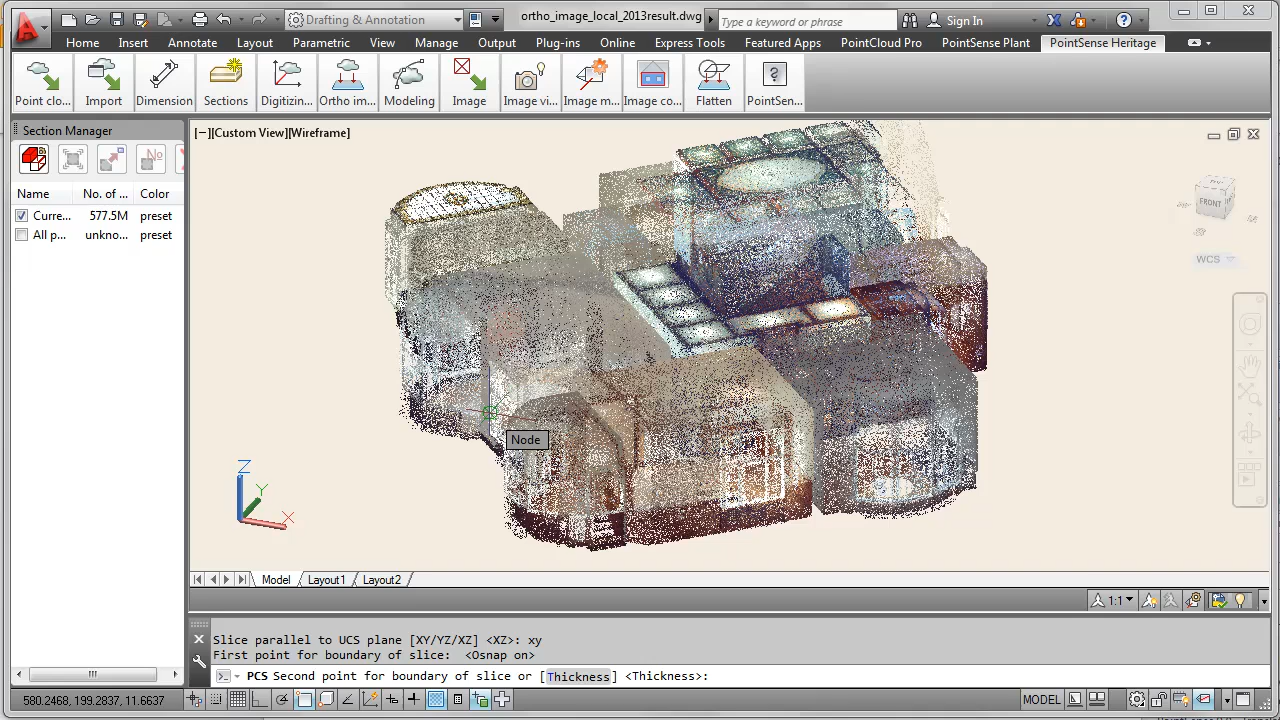 Drafting & Annotation
ortho_image_local_2013result.dwg
Type a keyword or phrase
Sign In
Home Insert Annotate Layout Parametric View Manage Output Plug-ins Online Express Tools Featured Apps PointCloud Pro PointSense Plant PointSense Heritage
Point clo... Import Dimension Sections Digitizin... Ortho im... Modeling Image Image vi... Image m... Image co... Flatten PointSen...
Section Manager
[−][Custom View][Wireframe]
Name No. of ... Color
Curre... 577.5M preset
All p... unkno... preset
FRONT
WCS
Node
Z
Y
X
Model Layout1 Layout2
1:1
Slice parallel to UCS plane [XY/YZ/XZ] <XZ>: xy
First point for boundary of slice: <Osnap on>
PCS Second point for boundary of slice or [Thickness] <Thickness>:
580.2468, 199.2837, 11.6637
MODEL